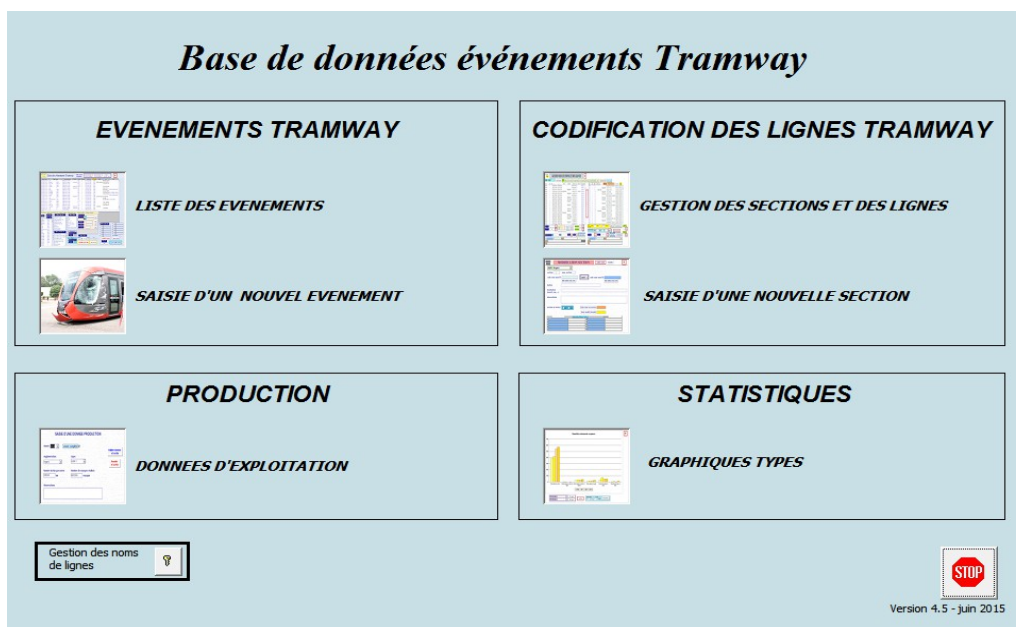 Base de données événements Tramway
EVENEMENTS TRAMWAY
LISTE DES EVENEMENTS
SAISIE D'UN NOUVEL EVENEMENT
CODIFICATION DES LIGNES TRAMWAY
GESTION DES SECTIONS ET DES LIGNES
SAISIE D'UNE NOUVELLE SECTION
PRODUCTION
DONNEES D'EXPLOITATION
STATISTIQUES
GRAPHIQUES TYPES
Gestion des noms
de lignes
STOP
Version 4.5 - juin 2015